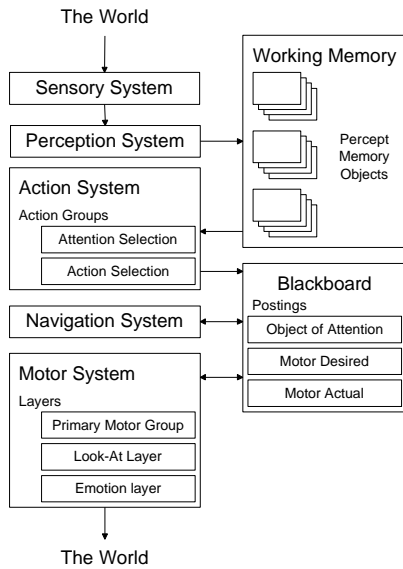 The World
Sensory System
Perception System
Working Memory
Percept
Memory
Objects
Action System
Action Groups
Attention Selection
Action Selection
Navigation System
Blackboard
Postings
Object of Attention
Motor Desired
Motor Actual
Motor System
Layers
Primary Motor Group
Look-At Layer
Emotion layer
The World